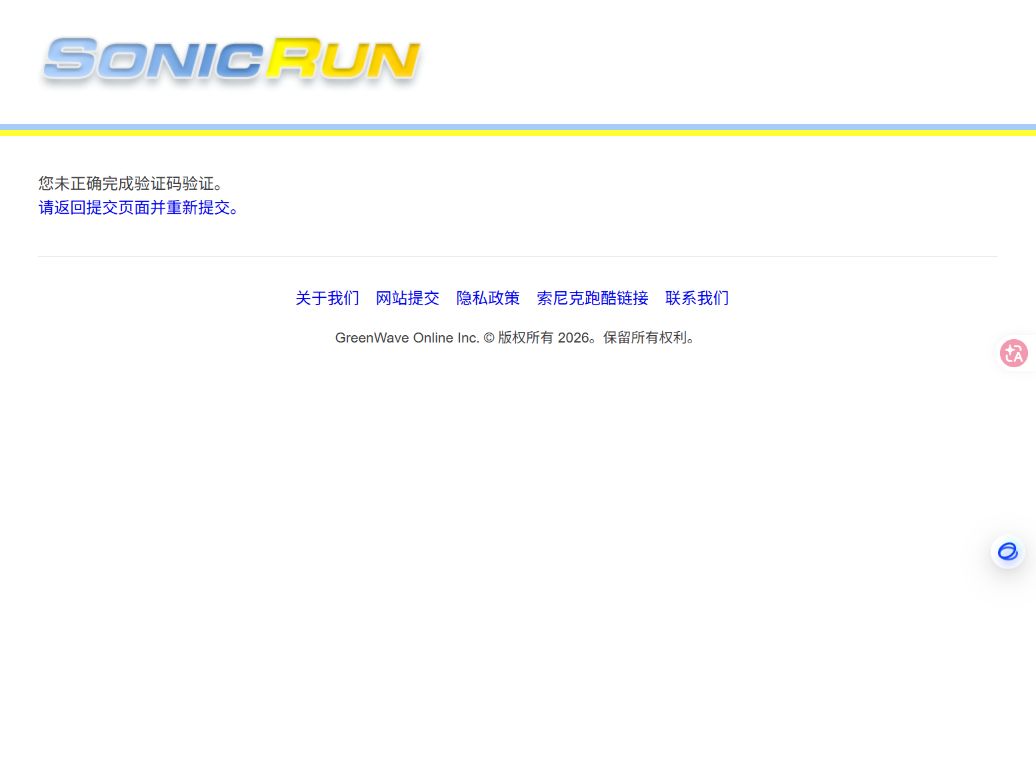 SONICRUN
您未正确完成验证码验证。
请返回提交页面并重新提交。
关于我们 网站提交 隐私政策 索尼克跑酷链接 联系我们
GreenWave Online Inc. © 版权所有 2026。保留所有权利。